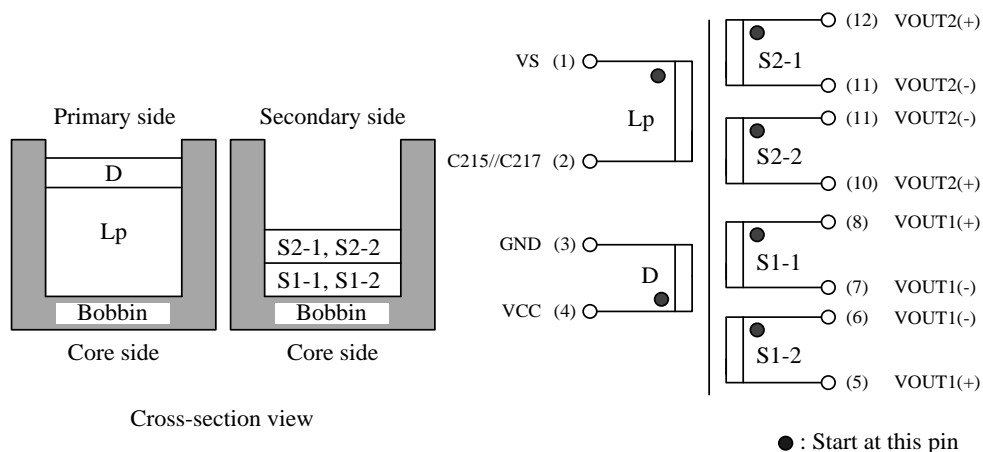 Primary side
D
Lp
Bobbin
Core side
Secondary side
S2-1, S2-2
S1-1, S1-2
Bobbin
Core side
Cross-section view
VS (1)
Lp
C215//C217 (2)
GND (3)
D
VCC (4)
(12) VOUT2(+)
S2-1
(11) VOUT2(-)
(11) VOUT2(-)
S2-2
(10) VOUT2(+)
(8) VOUT1(+)
S1-1
(7) VOUT1(-)
(6) VOUT1(-)
S1-2
(5) VOUT1(+)
: Start at this pin